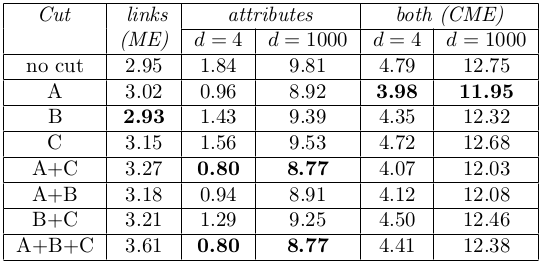 Cut links attributes both (CME)
(ME) d = 4 d = 1000 d = 4 d = 1000
no cut 2.95 1.84 9.81 4.79 12.75
A 3.02 0.96 8.92 3.98 11.95
B 2.93 1.43 9.39 4.35 12.32
C 3.15 1.56 9.53 4.72 12.68
A+C 3.27 0.80 8.77 4.07 12.03
A+B 3.18 0.94 8.91 4.12 12.08
B+C 3.21 1.29 9.25 4.50 12.46
A+B+C 3.61 0.80 8.77 4.41 12.38